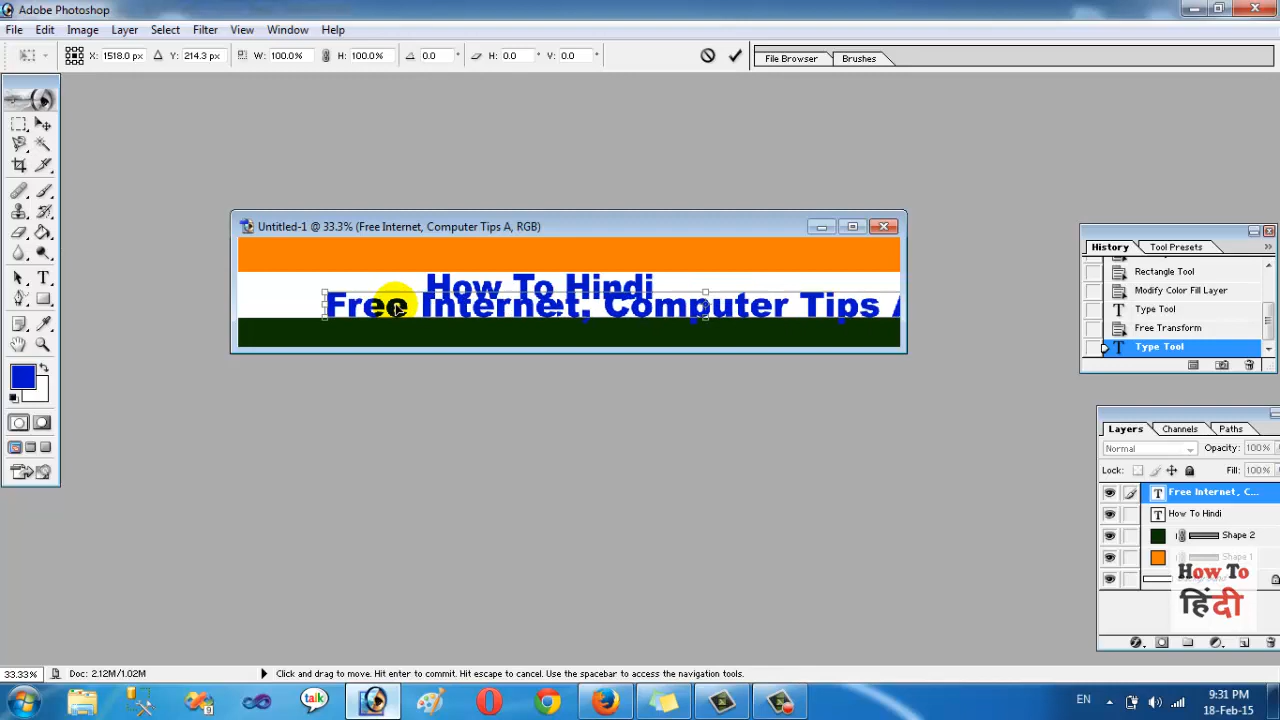 Adobe Photoshop
File Edit Image Layer Select Filter View Window Help
X: 1518.0 px Y: 214.3 px W: 100.0% H: 100.0% 0.0 ° H: 0.0 ° V: 0.0 °
File Browser Brushes
Untitled-1 @ 33.3% (Free Internet, Computer Tips A, RGB)
How To Hindi
Free Internet, Computer Tips A
History Tool Presets
Rectangle Tool
Modify Color Fill Layer
Type Tool
Free Transform
Type Tool
Layers Channels Paths
Normal Opacity: 100%
Lock: Fill: 100%
Free Internet, C...
How To Hindi
Shape 2
Shape 1
How To
हिंदी
33.33% Doc: 2.12M/1.02M Click and drag to move. Hit enter to commit. Hit escape to cancel. Use the spacebar to access the navigation tools.
talk
EN 9:31 PM
18-Feb-15